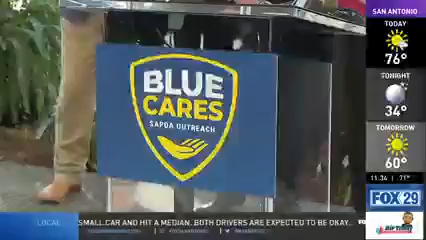 SAN ANTONIO
TODAY
76°
TONIGHT
34°
TOMORROW
60°
11:34 71°
FOX 29
BLUE
CARES
SAPOA OUTREACH
LOCAL
SMALL CAR AND HIT A MEDIAN. BOTH DRIVERS ARE EXPECTED TO BE OKAY.